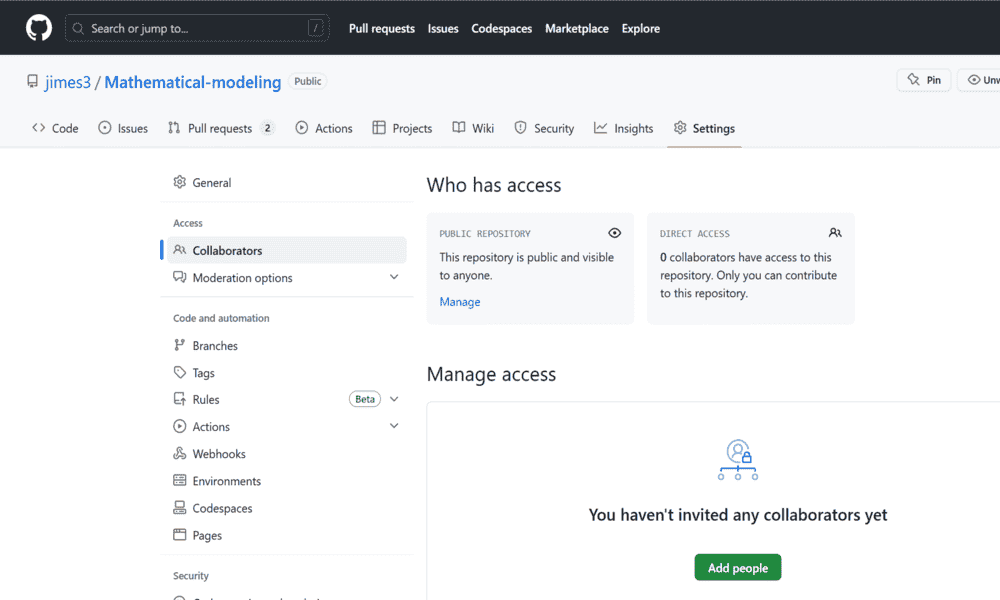 Search or jump to... /
Pull requests Issues Codespaces Marketplace Explore
jimes3 / Mathematical-modeling Public
Pin
Code Issues Pull requests 2 Actions Projects Wiki Security Insights Settings
General
Access
Collaborators
Moderation options
Code and automation
Branches
Tags
Rules Beta
Actions
Webhooks
Environments
Codespaces
Pages
Security
Who has access
PUBLIC REPOSITORY
This repository is public and visible
to anyone.
Manage
DIRECT ACCESS
0 collaborators have access to this
repository. Only you can contribute
to this repository.
Manage access
You haven't invited any collaborators yet
Add people